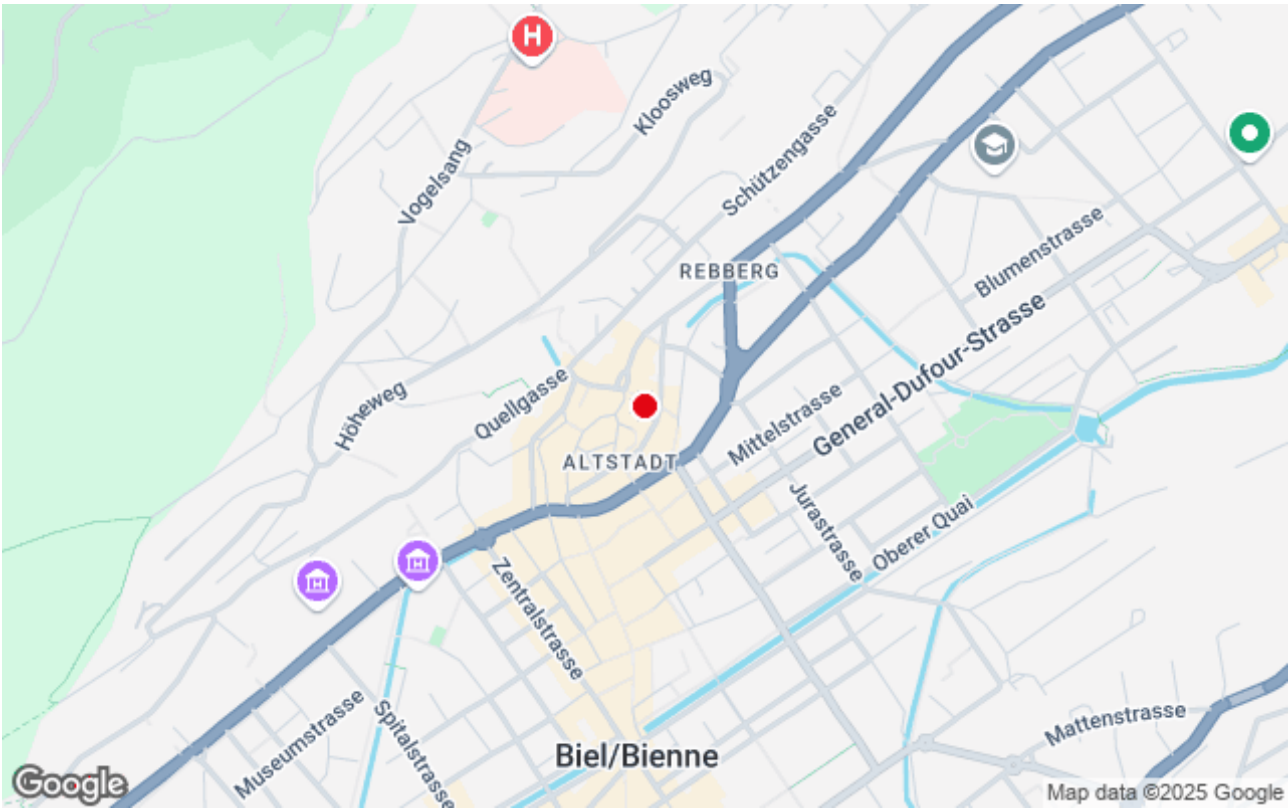 H
Kloosweg
Schützengasse
Vogelsang
REBBERG
Blumenstrasse
General-Dufour-Strasse
Höheweg
Quellgasse
Mittelstrasse
ALTSTADT
Jurastrasse
Oberer Quai
Zentralstrasse
Museumstrasse
Spitalstrasse
Mattenstrasse
Biel/Bienne
Google
Map data ©2025 Google